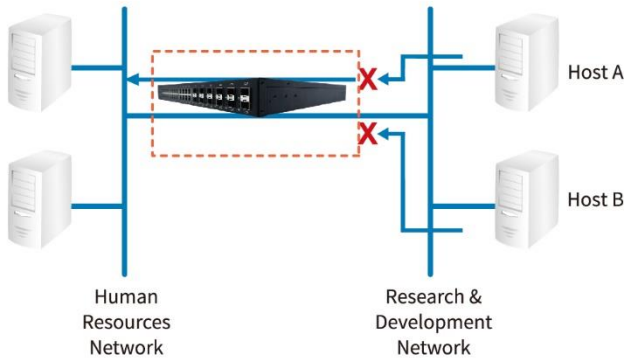 Host A
Host B
Human
Resources
Network
Research &
Development
Network